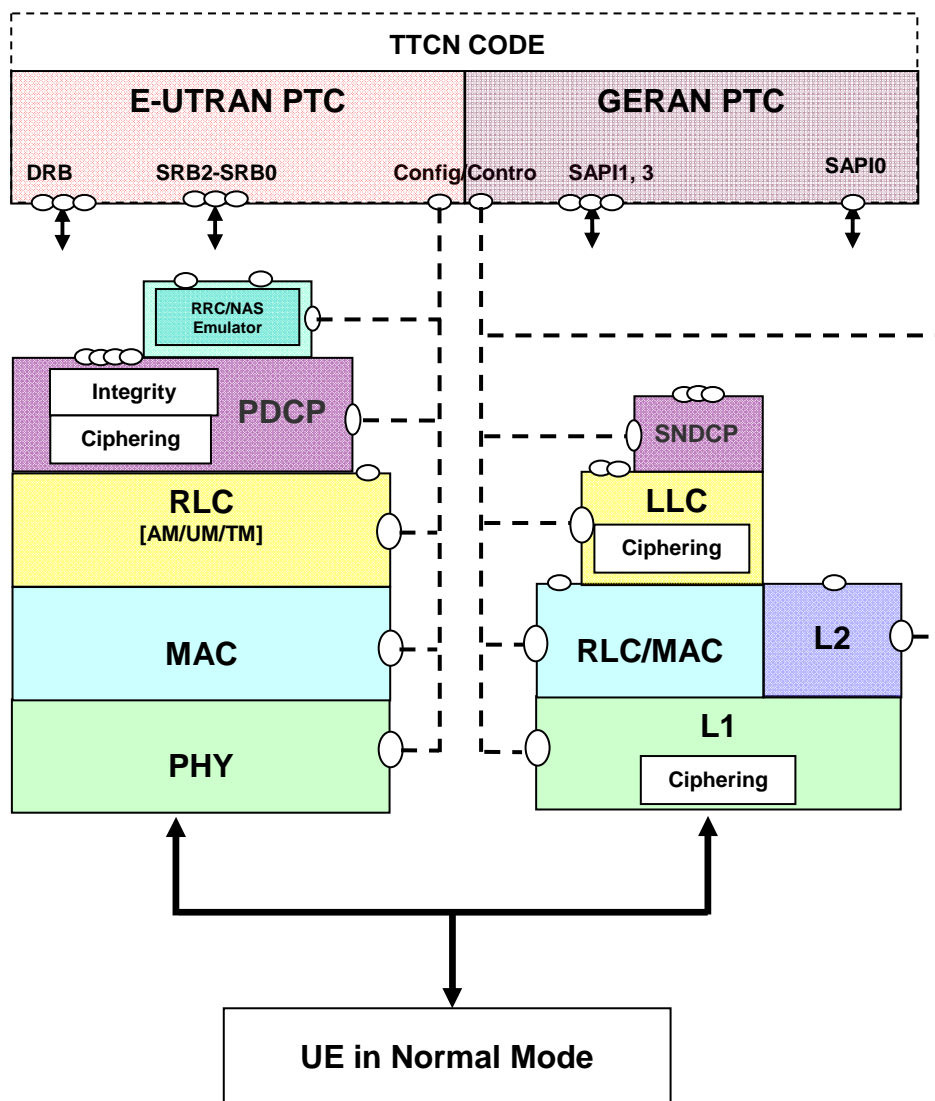 TTCN CODE
E-UTRAN PTC
GERAN PTC
DRB
SRB2-SRB0
Config/Contro
SAPI1, 3
SAPI0
RRC/NAS
Emulator
Integrity
Ciphering
PDCP
SNDCP
RLC
[AM/UM/TM]
LLC
Ciphering
MAC
RLC/MAC
L2
PHY
L1
Ciphering
UE in Normal Mode